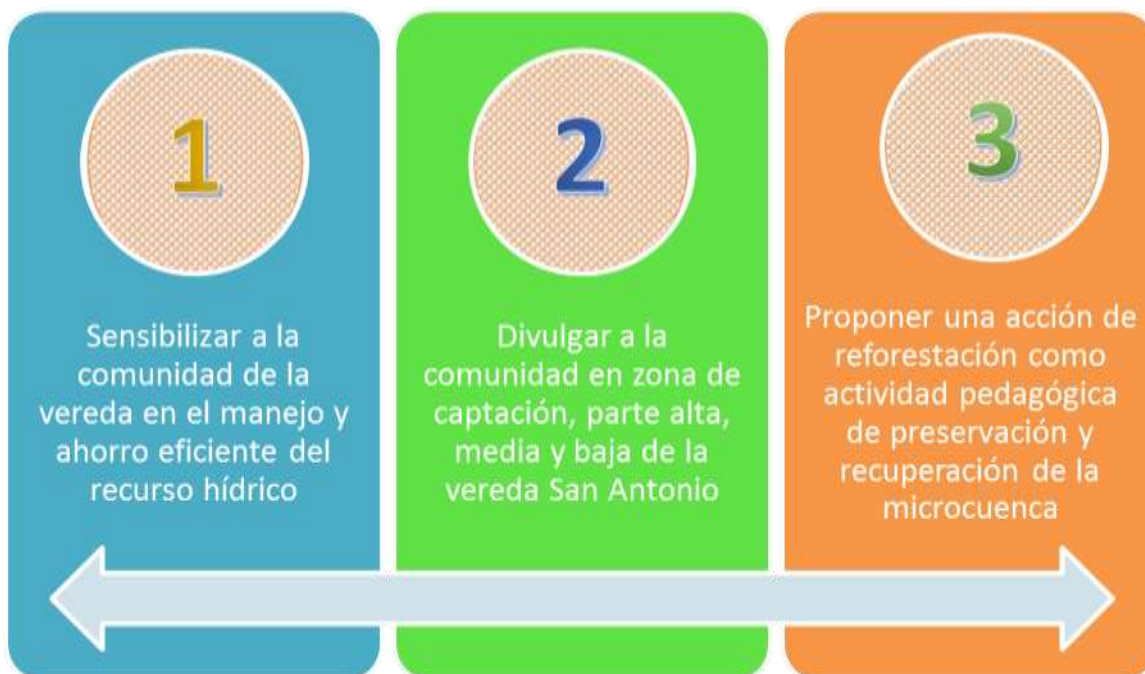 1
Sensibilizar a la
comunidad de la
vereda en el manejo y
ahorro eficiente del
recurso hídrico
2
Divulgar a la
comunidad en zona de
captación, parte alta,
media y baja de la
vereda San Antonio
3
Proponer una acción de
reforestación como
actividad pedagógica
de preservación y
recuperación de la
microcuenca